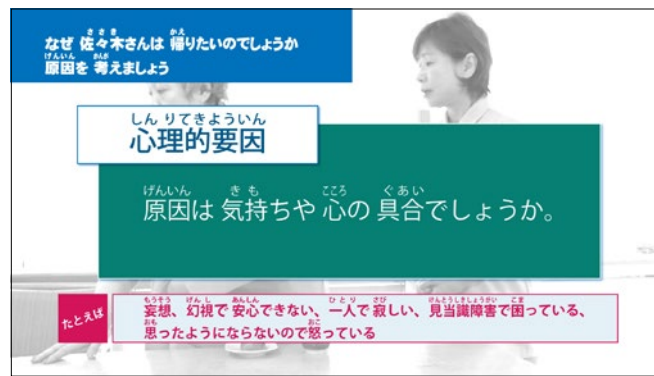 なぜ 佐々木さんは 帰りたいのでしょうか
原因を 考えましょう
心理的要因
原因は 気持ちや 心の 具合でしょうか。
たとえば
妄想、幻視で 安心できない、一人で 寂しい、見当識障害で困っている、
思ったようにならないので怒っている